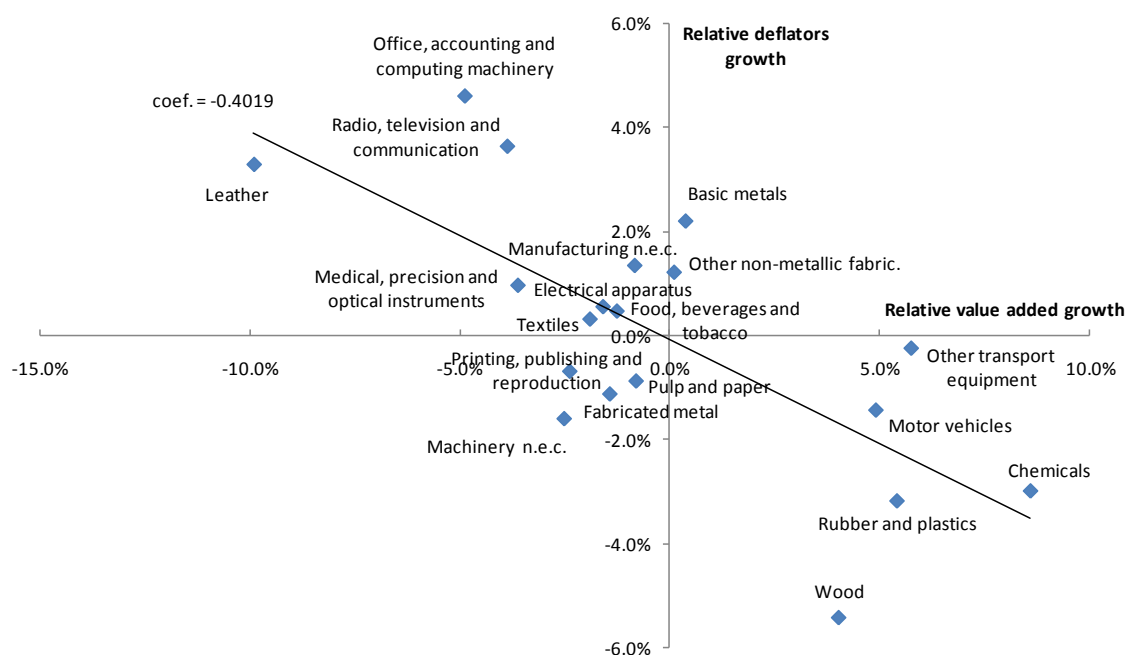 6.0%
Relative deflators
growth
Office, accounting and
computing machinery
coef. = -0.4019
4.0%
Radio, television and
communication
Leather
Basic metals
2.0%
Manufacturing n.e.c.
Other non-metallic fabric.
Medical, precision and
optical instruments
Electrical apparatus
Food, beverages and
tobacco
Relative value added growth
Textiles
0.0%
-15.0%
-10.0%
-5.0%
0.0%
5.0%
10.0%
Printing, publishing and
reproduction
Other transport
equipment
Pulp and paper
Fabricated metal
Motor vehicles
-2.0%
Machinery n.e.c.
Chemicals
Rubber and plastics
-4.0%
Wood
-6.0%